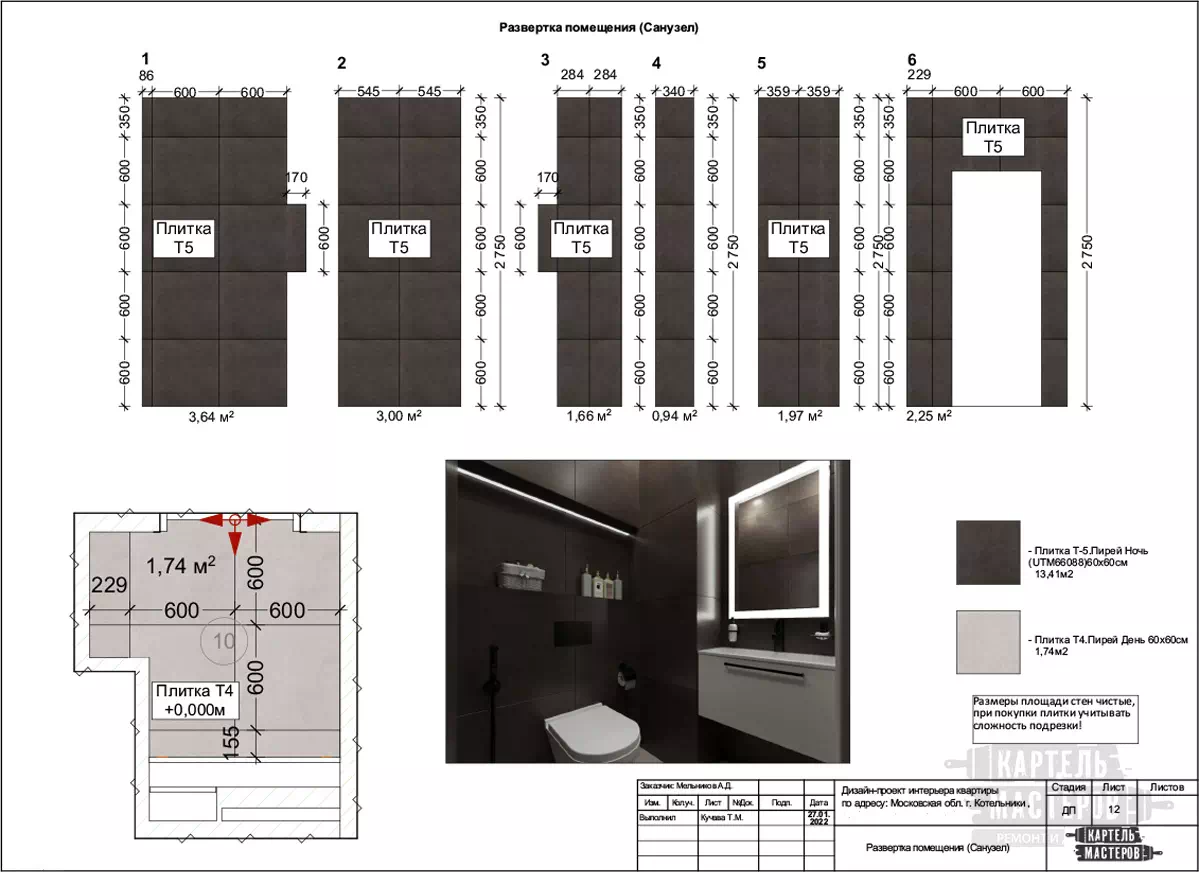 Развертка помещения (Санузел)
1
2
3
4
5
6
86
600
600
545
545
284
284
340
359
359
229
600
600
350
600
600
600
600
170
600
350
600
600
600
600
2 750
170
600
350
600
600
600
600
350
600
600
600
600
2 750
350
600
600
600
600
2 750
350
600
600
600
600
2 750
Плитка
Т5
Плитка
Т5
Плитка
Т5
Плитка
Т5
Плитка
Т5
3,64 м²
3,00 м²
1,66 м²
0,94 м²
1,97 м²
2,25 м²
1,74 м²
229
600
600
600
10
600
Плитка Т4
+0,000м
155
- Плитка Т-5.Пирей Ночь
(UTM66088)60х60см
13,41м2
- Плитка Т4.Пирей День 60х60см
1,74м2
Размеры площади стен чистые,
при покупки плитки учитывать
сложность подрезки!
КАРТЕЛЬ
МАСТЕРОВ
РЕМОНТ И
Заказчик: Мельников А.Д.
Изм.
Кол.уч.
Лист
№Док.
Подп.
Дата
Выполнил
Кучава Т.М.
27.01.
2022
Дизайн-проект интерьера квартиры
по адресу: Московская обл. г. Котельники,
Стадия
Лист
Листов
ДП
12
Развертка помещения (Санузел)
КАРТЕЛЬ
МАСТЕРОВ